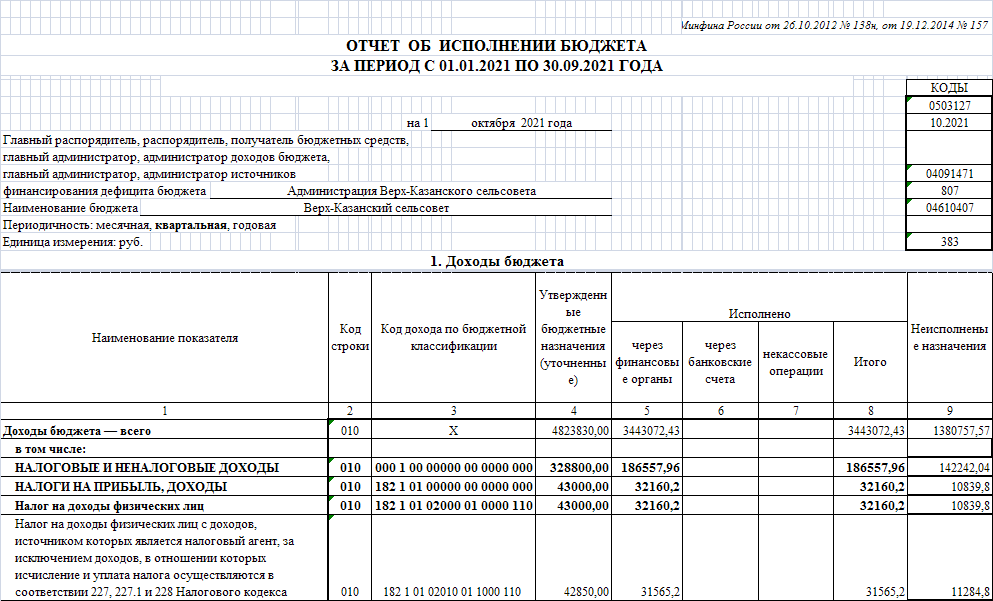 Минфина России от 26.10.2012 № 138н, от 19.12.2014 № 157
ОТЧЕТ ОБ ИСПОЛНЕНИИ БЮДЖЕТА
ЗА ПЕРИОД С 01.01.2021 ПО 30.09.2021 ГОДА
КОДЫ
0503127
на 1 октября 2021 года 10.2021
Главный распорядитель, распорядитель, получатель бюджетных средств,
главный администратор, администратор доходов бюджета,
главный администратор, администратор источников 04091471
финансирования дефицита бюджета Администрация Верх-Казанского сельсовета 807
Наименование бюджета Верх-Казанский сельсовет 04610407
Периодичность: месячная, квартальная, годовая
Единица измерения: руб. 383
1. Доходы бюджета
Наименование показателя
Код
строки
Код дохода по бюджетной
классификации
Утвержденн
ые
бюджетные
назначения
(уточненны
е)
Исполнено
через
финансовы
е органы
через
банковские
счета
некассовые
операции
Итого
Неисполнены
е назначения
1 2 3 4 5 6 7 8 9
Доходы бюджета — всего 010 Х 4823830,00 3443072,43 3443072,43 1380757,57
в том числе:
НАЛОГОВЫЕ И НЕНАЛОГОВЫЕ ДОХОДЫ 010 000 1 00 00000 00 0000 000 328800,00 186557,96 186557,96 142242,04
НАЛОГИ НА ПРИБЫЛЬ, ДОХОДЫ 010 182 1 01 00000 00 0000 000 43000,00 32160,2 32160,2 10839,8
Налог на доходы физических лиц 010 182 1 01 02000 01 0000 110 43000,00 32160,2 32160,2 10839,8
Налог на доходы физических лиц с доходов,
источником которых является налоговый агент, за
исключением доходов, в отношении которых
исчисление и уплата налога осуществляются в
соответствии 227, 227.1 и 228 Налогового кодекса 010 182 1 01 02010 01 1000 110 42850,00 31565,2 31565,2 11284,8